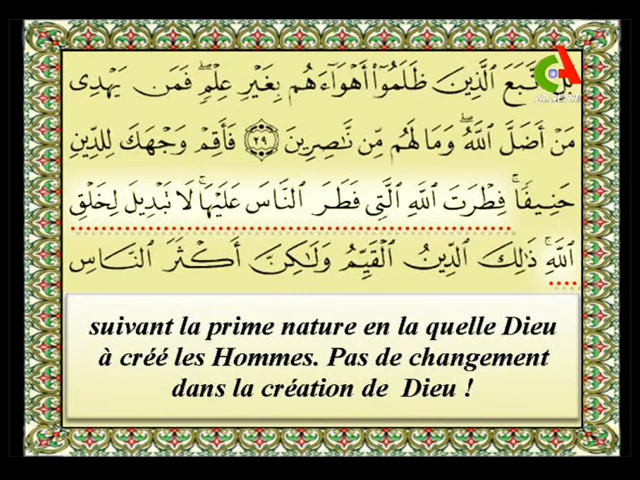 بَلِ ٱتَّبَعَ ٱلَّذِينَ ظَلَمُوٓا۟ أَهْوَآءَهُم بِغَيْرِ عِلْمٍۢ ۖ فَمَن يَهْدِى
مَنْ أَضَلَّ ٱللَّهُ ۖ وَمَا لَهُم مِّن نَّـٰصِرِينَ ٢٩ فَأَقِمْ وَجْهَكَ لِلدِّينِ
حَنِيفًۭا ۚ فِطْرَتَ ٱللَّهِ ٱلَّتِى فَطَرَ ٱلنَّاسَ عَلَيْهَا ۚ لَا تَبْدِيلَ لِخَلْقِ
ٱللَّهِ ۚ ذَٰلِكَ ٱلدِّينُ ٱلْقَيِّمُ وَلَـٰكِنَّ أَكْثَرَ ٱلنَّاسِ
suivant la prime nature en la quelle Dieu
à créé les Hommes. Pas de changement
dans la création de Dieu !